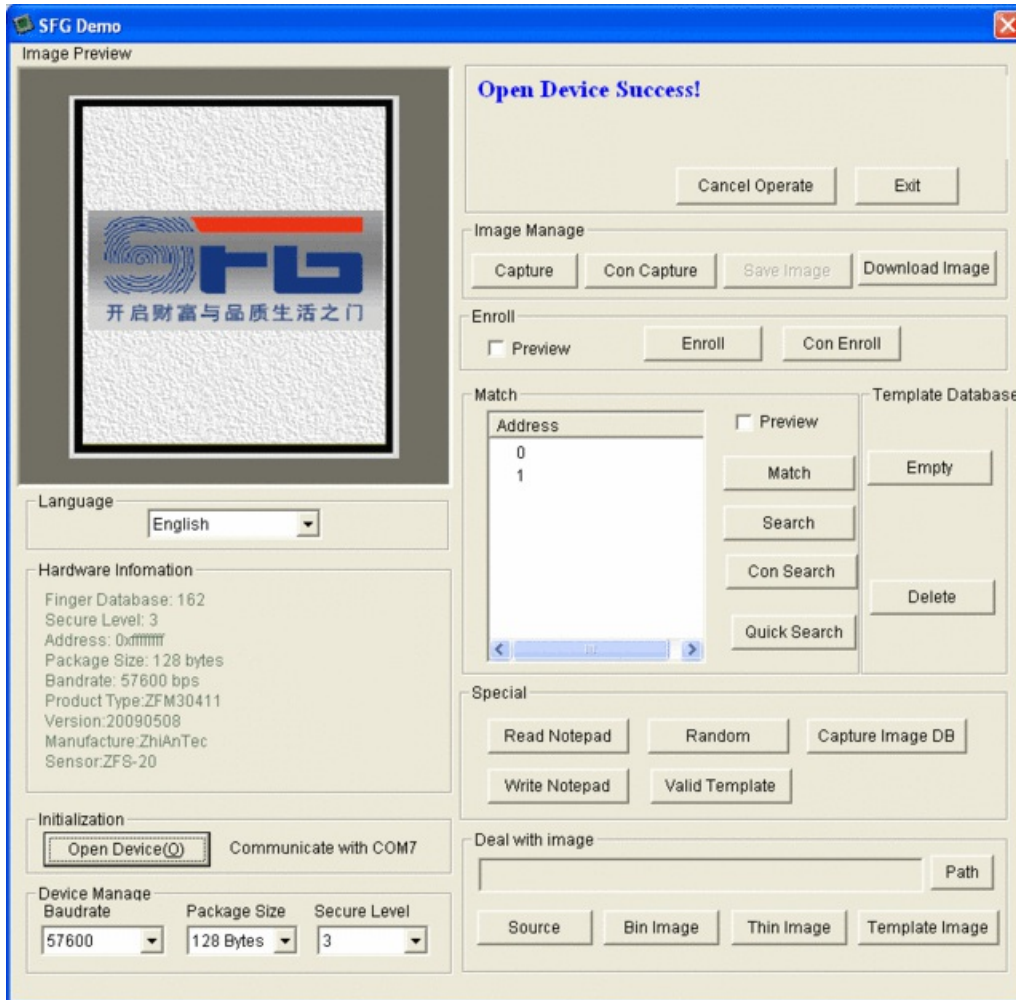 SFG Demo
Image Preview
SFG
开启财富与品质生活之门
Language
English
Hardware Infomation
Finger Database: 162
Secure Level: 3
Address: 0xffffffff
Package Size: 128 bytes
Bandrate: 57600 bps
Product Type:ZFM30411
Version:20090508
Manufacture:ZhiAnTec
Sensor:ZFS-20
Initialization
Open Device(O) Communicate with COM7
Device Manage
Baudrate Package Size Secure Level
57600 128 Bytes 3
Open Device Success!
Cancel Operate Exit
Image Manage
Capture Con Capture Save Image Download Image
Enroll
Preview Enroll Con Enroll
Match
Address
0
1
Preview
Match
Search
Con Search
Quick Search
Template Database
Empty
Delete
Special
Read Notepad Random Capture Image DB
Write Notepad Valid Template
Deal with image
Path
Source Bin Image Thin Image Template Image